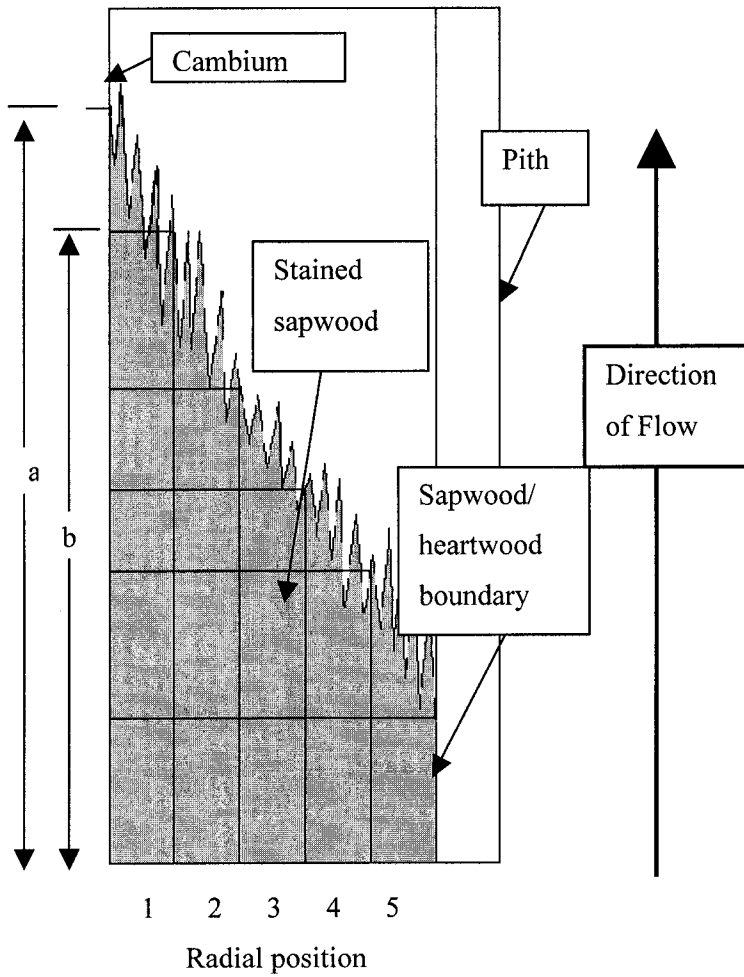 Cambium
Pith
Stained
sapwood
Direction
of Flow
a
b
Sapwood/
heartwood
boundary
1 2 3 4 5
Radial position